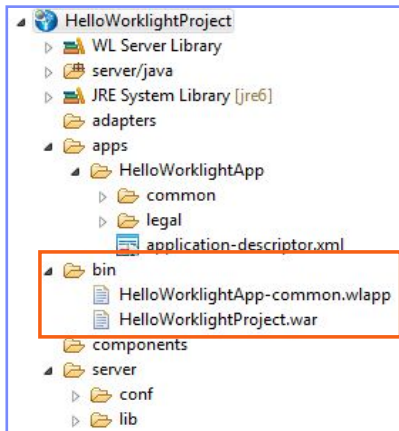 HelloWorklightProject
WL Server Library
server/java
JRE System Library [jre6]
adapters
apps
HelloWorklightApp
common
legal
application-descriptor.xml
bin
HelloWorklightApp-common.wlapp
HelloWorklightProject.war
components
server
conf
lib